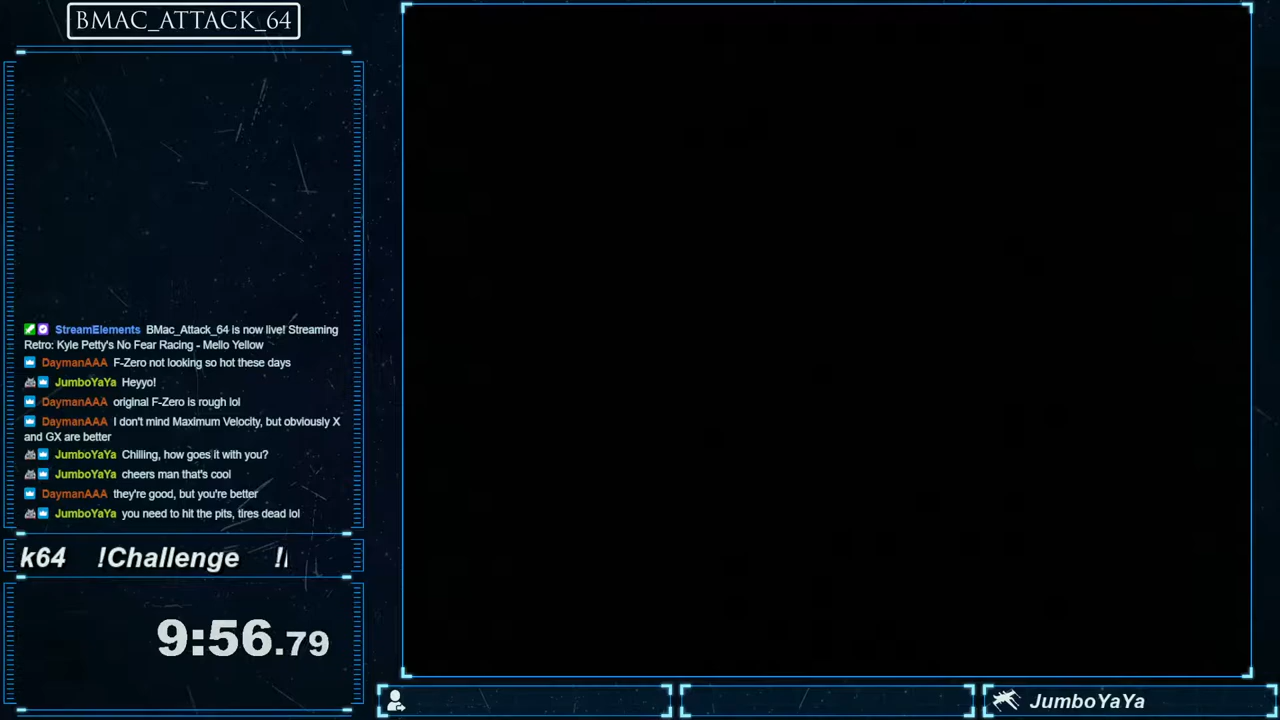 BMAC_ATTACK_64
StreamElements BMac_Attack_64 is now live! Streaming
Retro: Kyle Petty's No Fear Racing - Mello Yellow
DaymanAAA F-Zero not looking so hot these days
JumboYaYa Heyyo!
DaymanAAA original F-Zero is rough lol
DaymanAAA I don't mind Maximum Velocity, but obviously X
and GX are better
JumboYaYa Chilling, how goes it with you?
JumboYaYa cheers man that's cool
DaymanAAA they're good, but you're better
JumboYaYa you need to hit the pits, tires dead lol
k64 !Challenge !
9:56.79
JumboYaYa